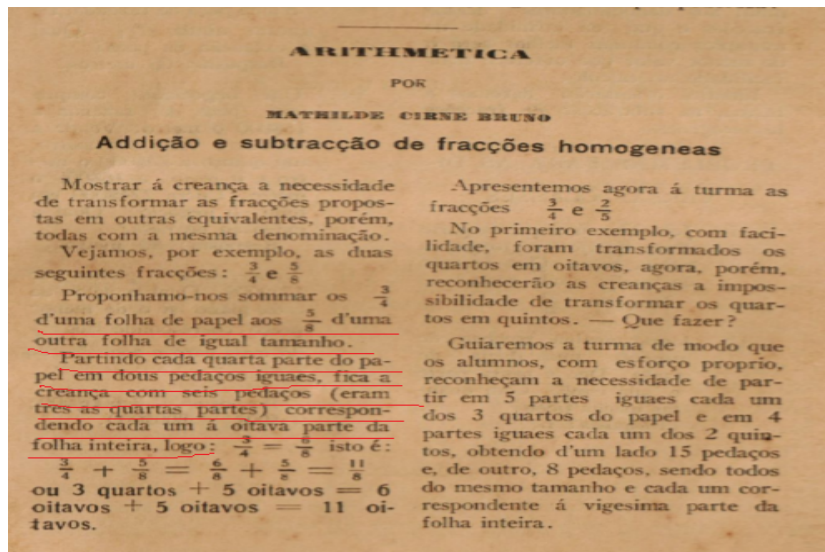 ARITHMETICA
POR
MATHILDE CIRNE BRUNO
Addição e subtracção de fracções homogeneas
Mostrar á creança a necessidade
de transformar as fracções propos-
tas em outras equivalentes, porém,
todas com a mesma denominação.
Vejamos, por exemplo, as duas
seguintes fracções: 3/4 e 5/8
Proponhamo-nos sommar os 3/4
d'uma folha de papel aos 5/8 d'uma
outra folha de igual tamanho.
Partindo cada quarta parte do pa-
pel em dous pedaços iguaes, fica a
creança com seis pedaços (eram
tres as quartas partes) correspon-
dendo cada um á oitava parte da
folha inteira, logo: 3/4 = 6/8 isto é:
3/4 + 5/8 = 6/8 + 5/8 = 11/8
ou 3 quartos + 5 oitavos = 6
oitavos + 5 oitavos = 11 oi-
tavos.
Apresentemos agora á turma as
fracções 3/4 e 2/5
No primeiro exemplo, com faci-
lidade, foram transformados os
quartos em oitavos, agora, porém,
reconhecerão as creanças a impos-
sibilidade de transformar os quar-
tos em quintos. — Que fazer?
Guiaremos a turma de modo que
os alumnos, com esforço proprio,
reconheçam a necessidade de par-
tir em 5 partes iguaes cada um
dos 3 quartos do papel e em 4
partes iguaes cada um dos 2 quin-
tos, obtendo d'um lado 15 pedaços
e, de outro, 8 pedaços, sendo todos
do mesmo tamanho e cada um cor-
respondente á vigesima parte da
folha inteira.